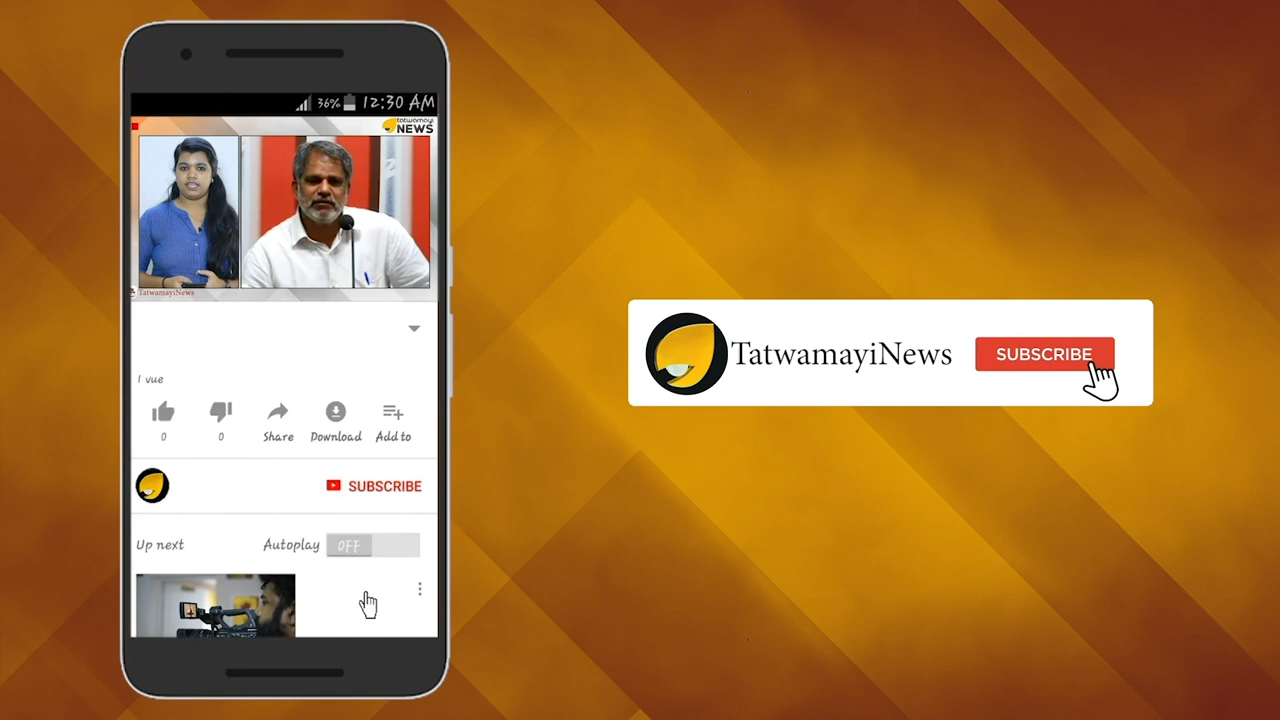 36% 12:30 AM
tatwamayi
NEWS
TatwamayiNews
1 vue
0 0 Share Download Add to
SUBSCRIBE
Up next Autoplay OFF
TatwamayiNews SUBSCRIBE